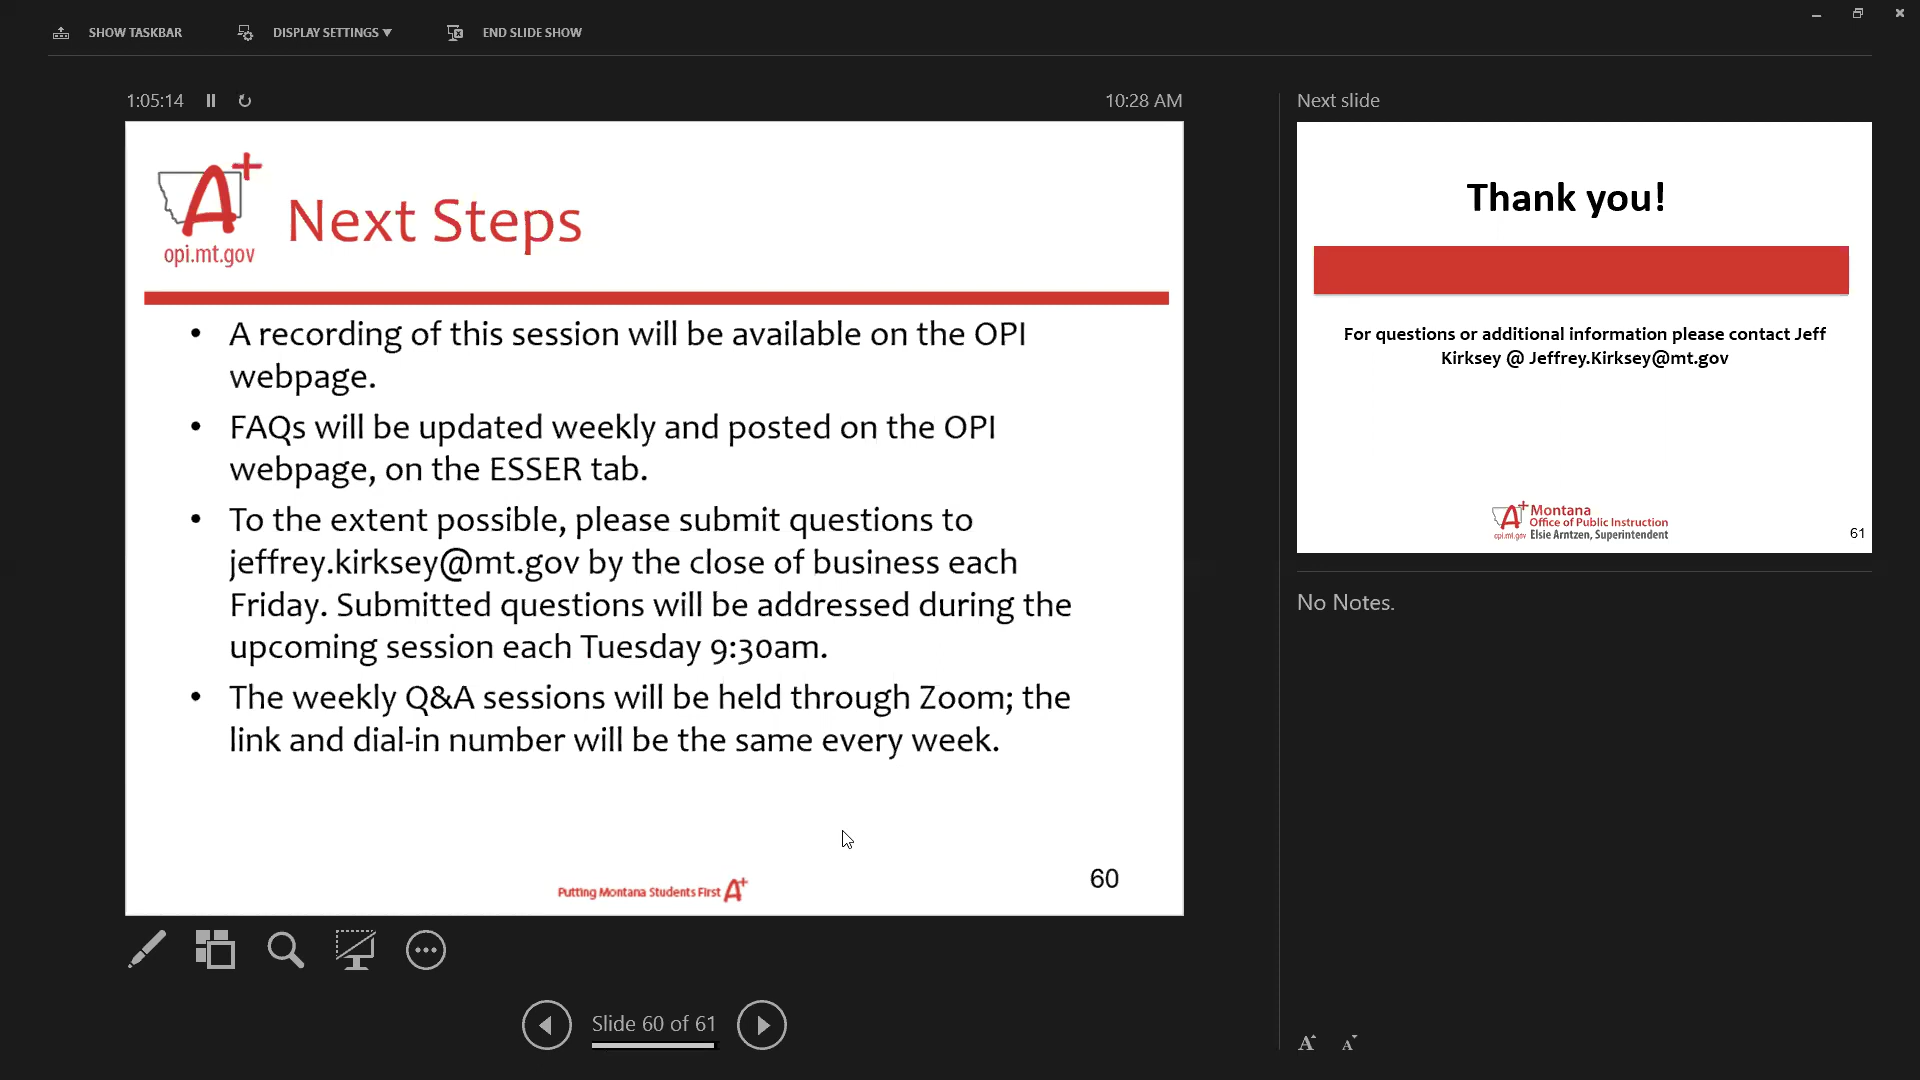 SHOW TASKBAR
DISPLAY SETTINGS ▼
END SLIDE SHOW
1:05:14
10:28 AM
A+
opi.mt.gov
Next Steps
• A recording of this session will be available on the OPI
webpage.
• FAQs will be updated weekly and posted on the OPI
webpage, on the ESSER tab.
• To the extent possible, please submit questions to
jeffrey.kirksey@mt.gov by the close of business each
Friday. Submitted questions will be addressed during the
upcoming session each Tuesday 9:30am.
• The weekly Q&A sessions will be held through Zoom; the
link and dial-in number will be the same every week.
Putting Montana Students First A+
60
Slide 60 of 61
Next slide
Thank you!
For questions or additional information please contact Jeff
Kirksey @ Jeffrey.Kirksey@mt.gov
A+
opi.mt.gov
Montana
Office of Public Instruction
Elsie Arntzen, Superintendent
61
No Notes.
A A